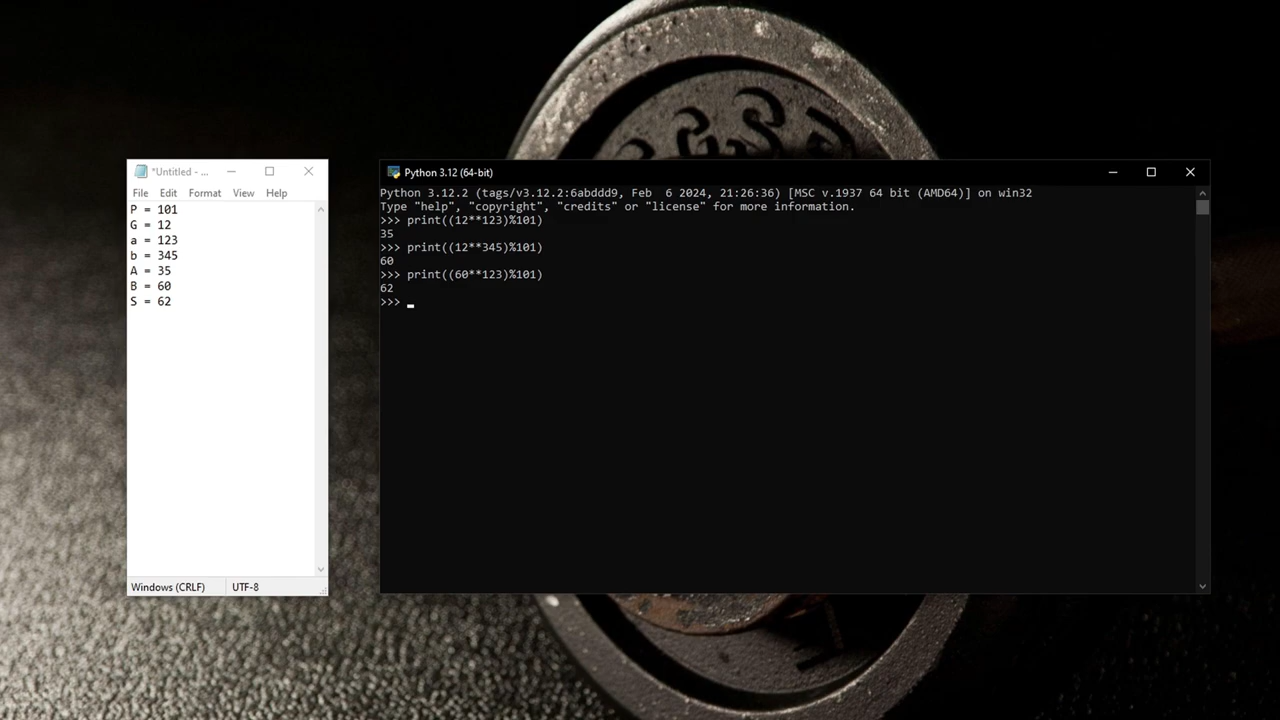 *Untitled - ...
File Edit Format View Help
P = 101
G = 12
a = 123
b = 345
A = 35
B = 60
S = 62
Windows (CRLF) UTF-8
Python 3.12 (64-bit)
Python 3.12.2 (tags/v3.12.2:6abddd9, Feb  6 2024, 21:26:36) [MSC v.1937 64 bit (AMD64)] on win32
Type "help", "copyright", "credits" or "license" for more information.
>>> print((12**123)%101)
35
>>> print((12**345)%101)
60
>>> print((60**123)%101)
62
>>>